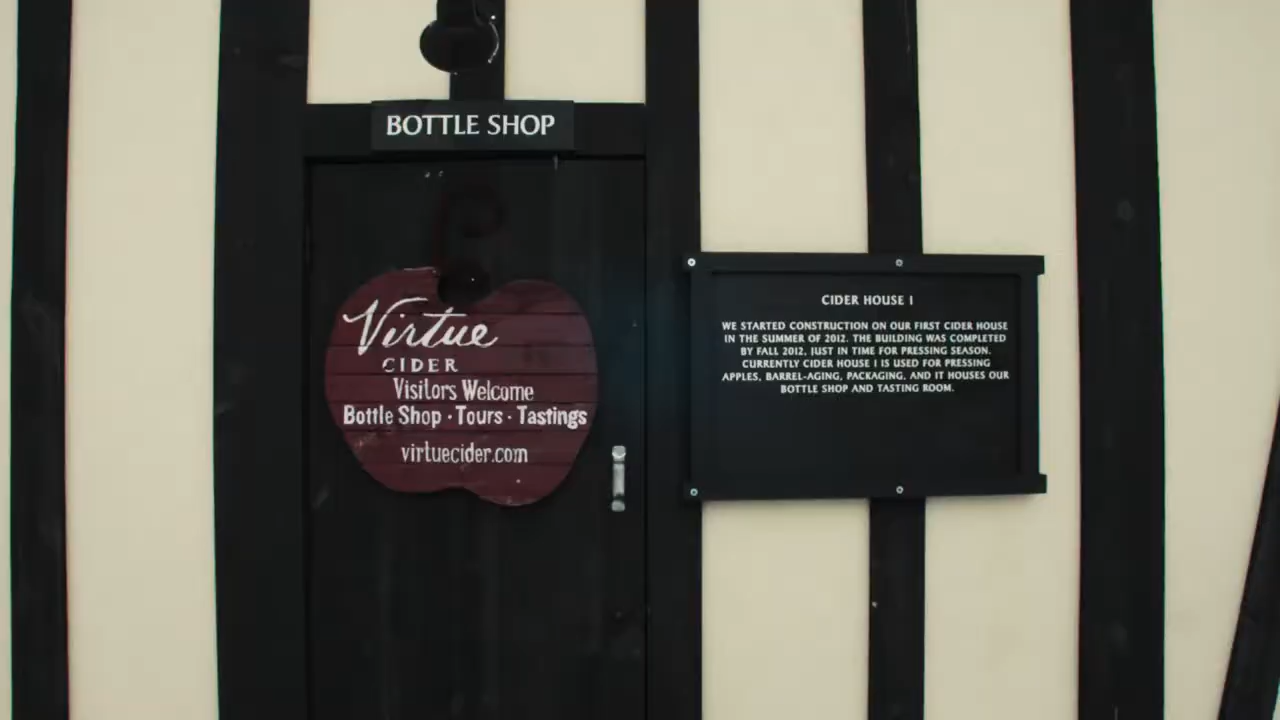 BOTTLE SHOP
Virtue
CIDER
Visitors Welcome
Bottle Shop · Tours · Tastings
virtuecider.com
CIDER HOUSE I
WE STARTED CONSTRUCTION ON OUR FIRST CIDER HOUSE
IN THE SUMMER OF 2012. THE BUILDING WAS COMPLETED
BY FALL 2012, JUST IN TIME FOR PRESSING SEASON.
CURRENTLY CIDER HOUSE I IS USED FOR PRESSING
APPLES, BARREL-AGING, PACKAGING, AND IT HOUSES OUR
BOTTLE SHOP AND TASTING ROOM.